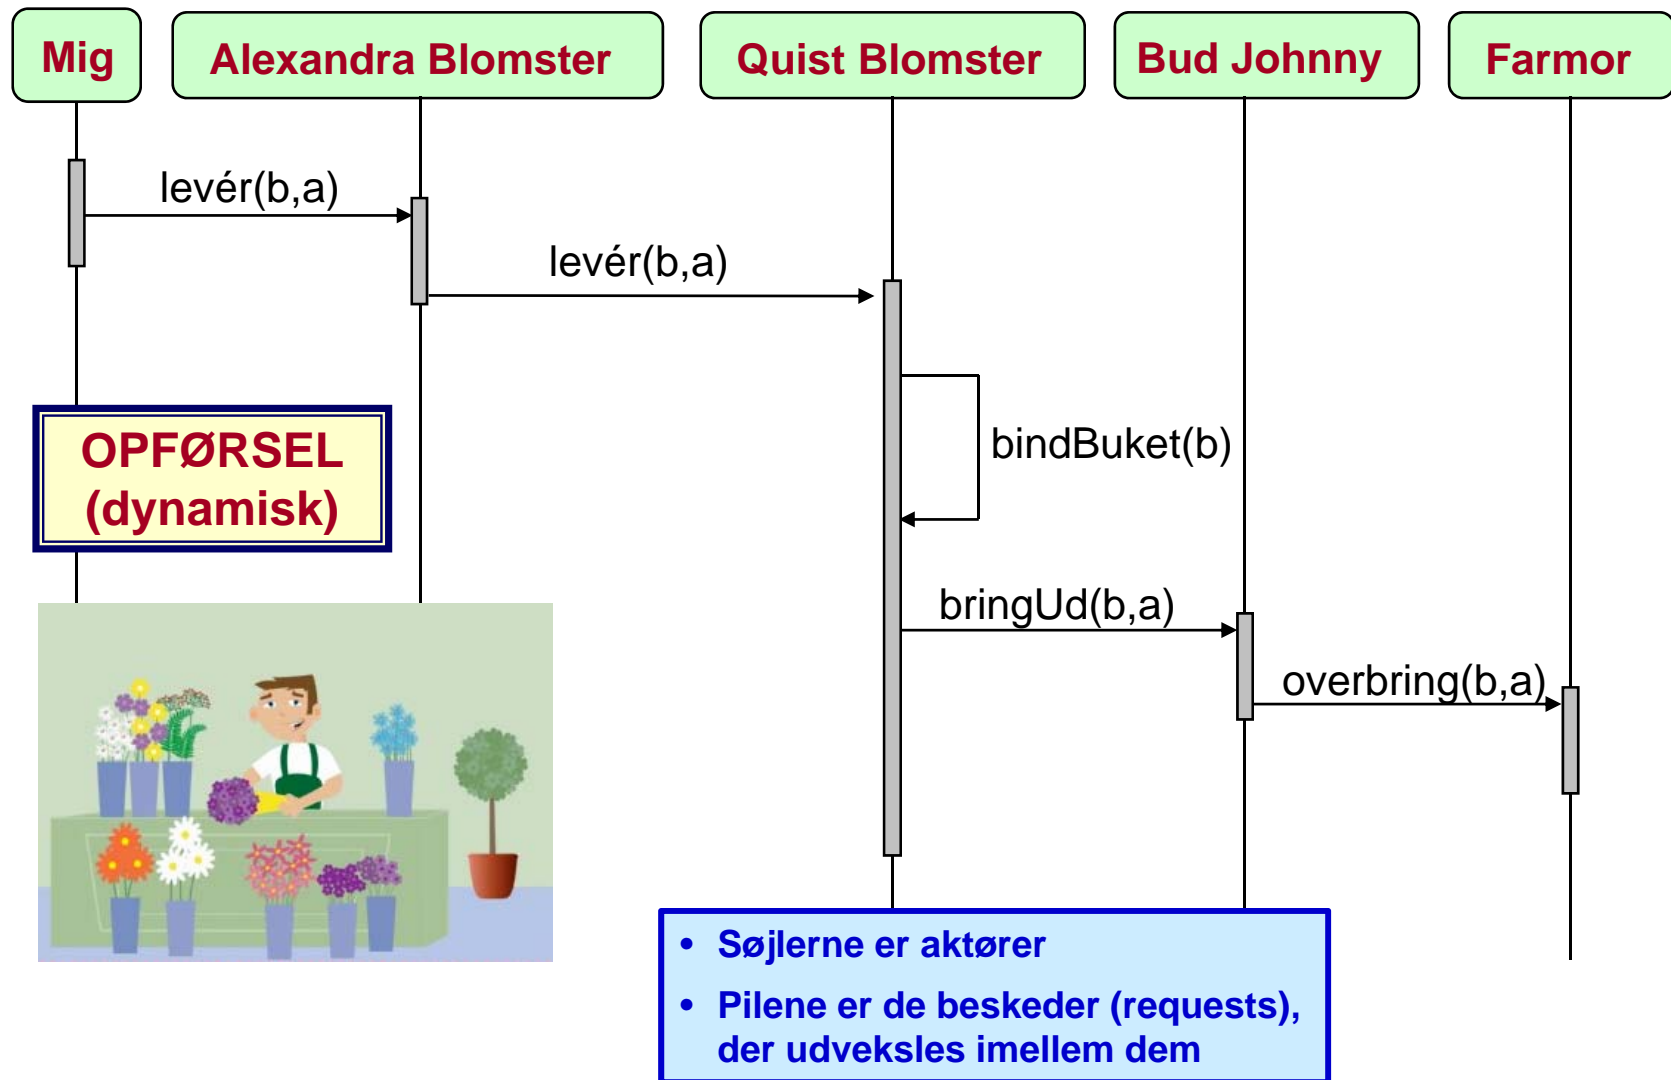 Mig
Alexandra Blomster
Quist Blomster
Bud Johnny
Farmor
levér(b,a)
levér(b,a)
OPFØRSEL
(dynamisk)
bindBuket(b)
bringUd(b,a)
overbring(b,a)
• Søjlerne er aktører
• Pilene er de beskeder (requests),
der udveksles imellem dem